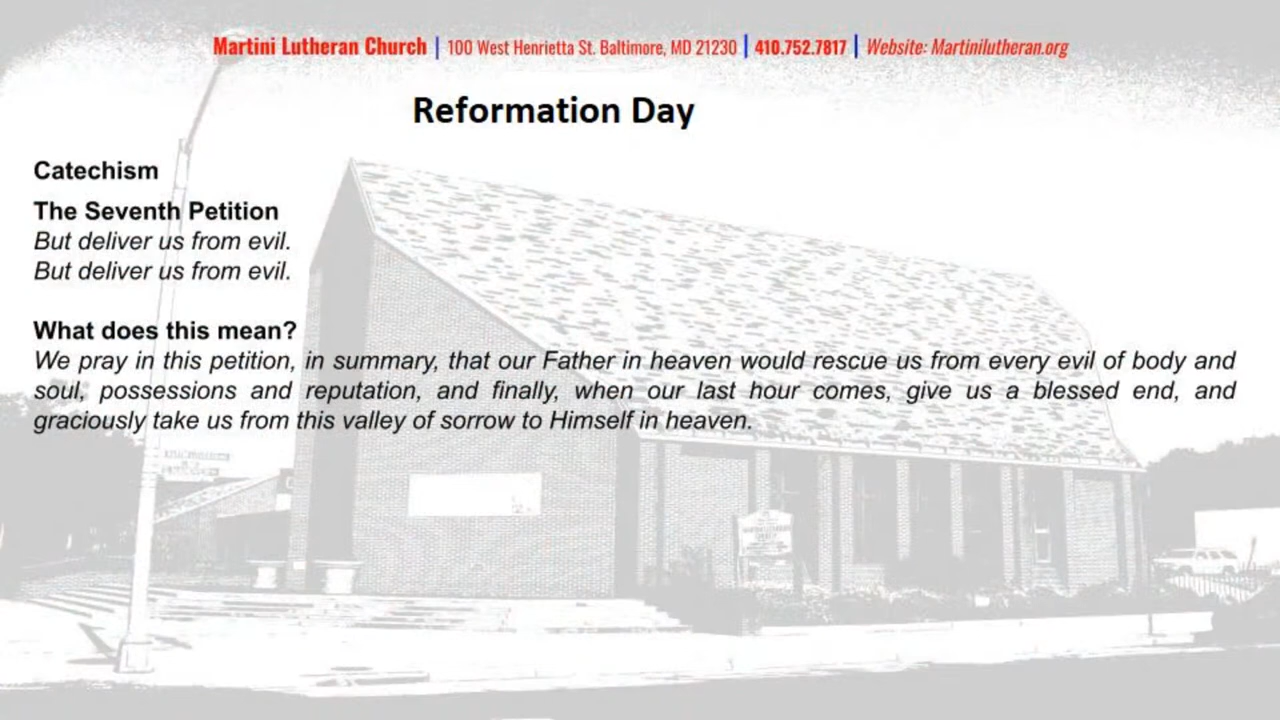 Martini Lutheran Church | 100 West Henrietta St. Baltimore, MD 21230 | 410.752.7817 | Website: Martinilutheran.org
Reformation Day
Catechism
The Seventh Petition
But deliver us from evil.
But deliver us from evil.
What does this mean?
We pray in this petition, in summary, that our Father in heaven would rescue us from every evil of body and
soul, possessions and reputation, and finally, when our last hour comes, give us a blessed end, and
graciously take us from this valley of sorrow to Himself in heaven.